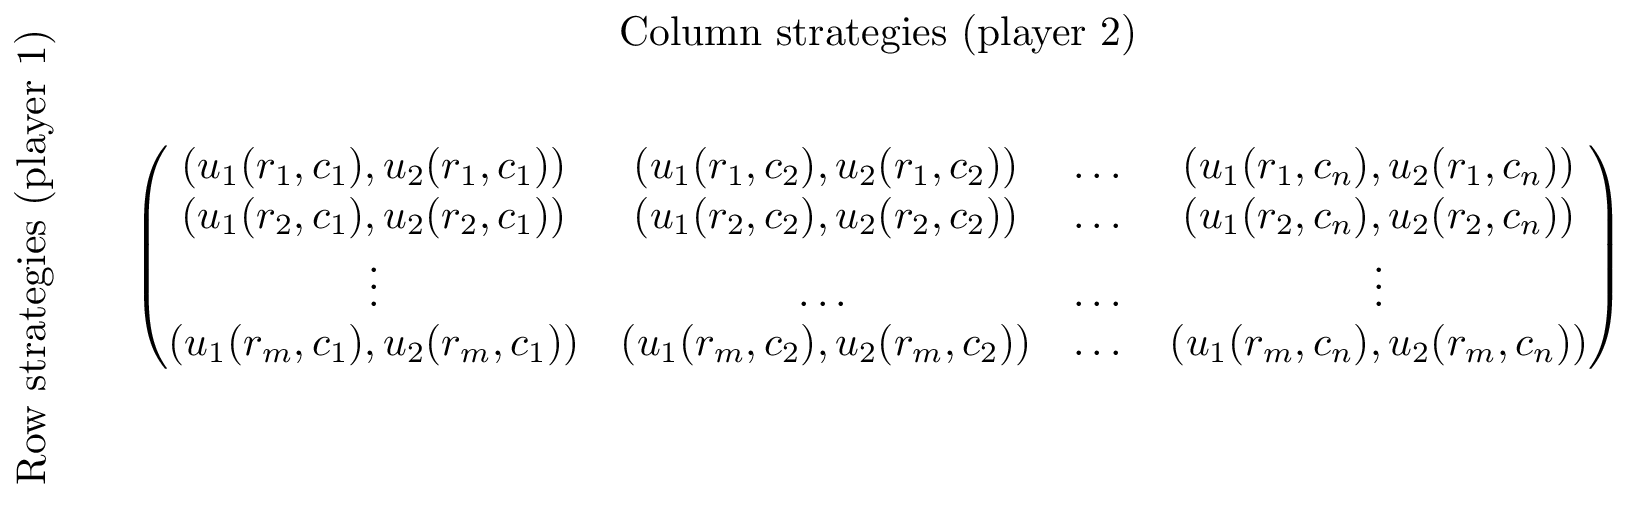 Column strategies (player 2)
Row strategies (player 1)
(u₁(r₁, c₁), u₂(r₁, c₁)) (u₁(r₁, c₂), u₂(r₁, c₂)) … (u₁(r₁, cₙ), u₂(r₁, cₙ))
(u₁(r₂, c₁), u₂(r₂, c₁)) (u₁(r₂, c₂), u₂(r₂, c₂)) … (u₁(r₂, cₙ), u₂(r₂, cₙ))
⋮ … … ⋮
(u₁(rₘ, c₁), u₂(rₘ, c₁)) (u₁(rₘ, c₂), u₂(rₘ, c₂)) … (u₁(rₘ, cₙ), u₂(rₘ, cₙ))